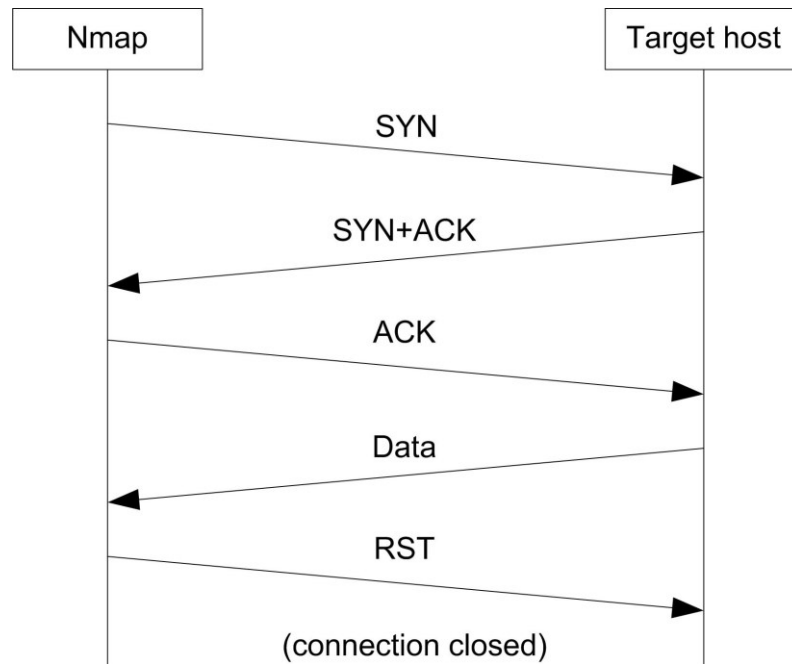 Nmap
Target host
SYN
SYN+ACK
ACK
Data
RST
(connection closed)